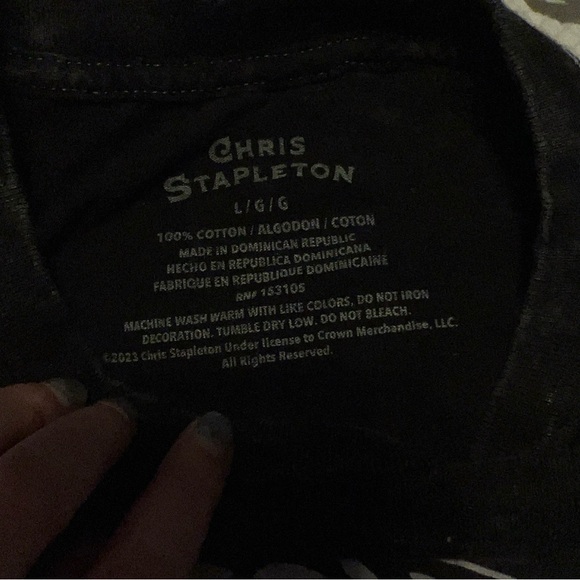 CHRIS
STAPLETON
L / G / G
100% COTTON / ALGODON / COTON
MADE IN DOMINICAN REPUBLIC
HECHO EN REPUBLICA DOMINICANA
FABRIQUE EN REPUBLIQUE DOMINICAINE
RN# 153105
MACHINE WASH WARM WITH LIKE COLORS, DO NOT IRON
DECORATION. TUMBLE DRY LOW. DO NOT BLEACH.
©2023 Chris Stapleton Under license to Crown Merchandise, LLC.
All Rights Reserved.